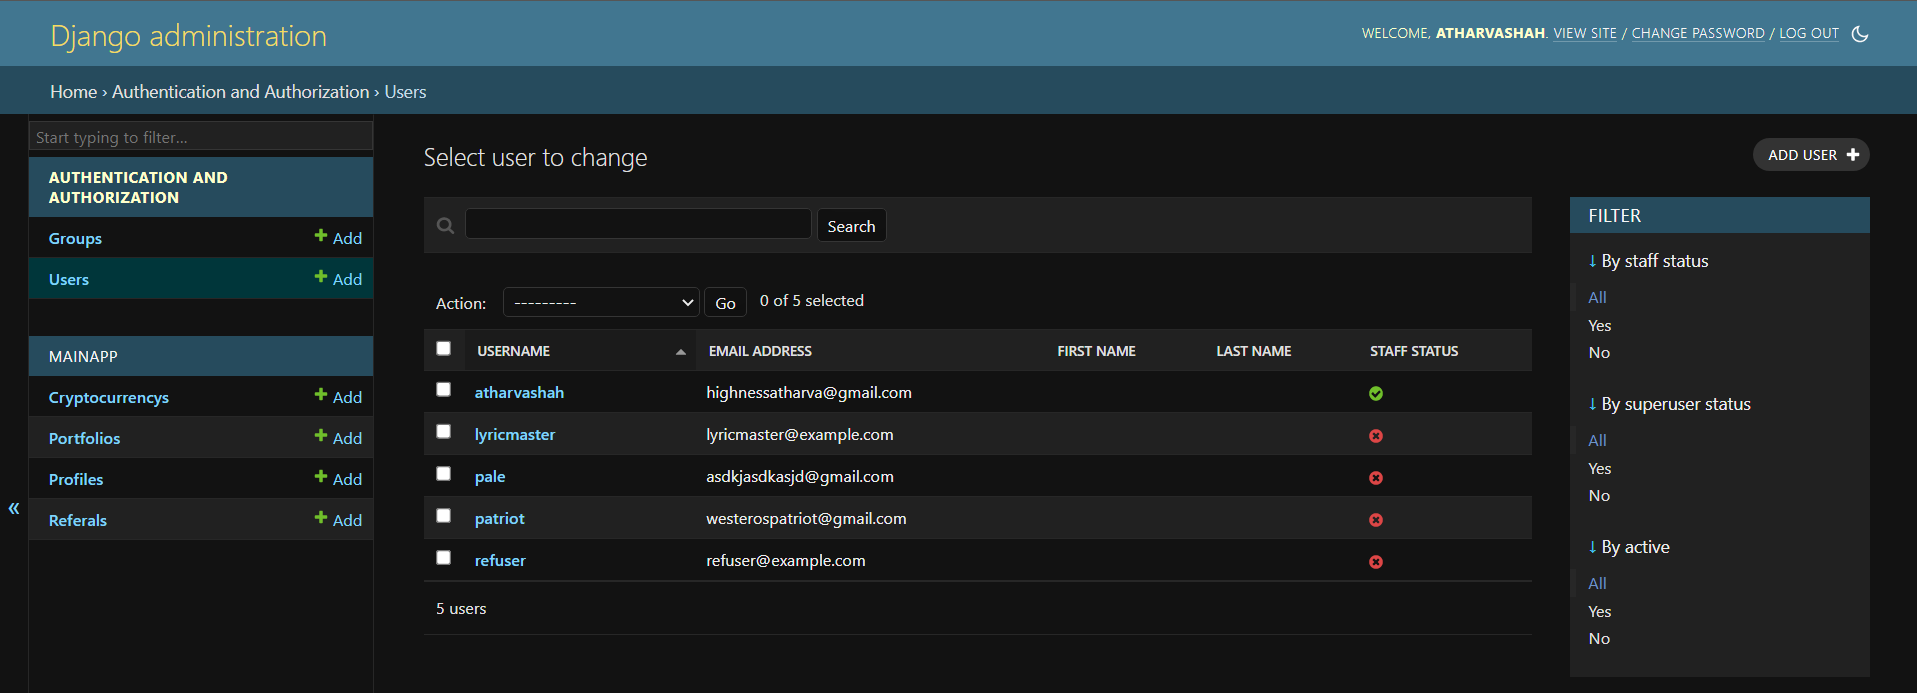 Django administration
WELCOME, ATHARVASHAH. VIEW SITE / CHANGE PASSWORD / LOG OUT
Home › Authentication and Authorization › Users
Start typing to filter...
AUTHENTICATION AND
AUTHORIZATION
Groups + Add
Users + Add
MAINAPP
Cryptocurrencys + Add
Portfolios + Add
Profiles + Add
Referals + Add
«
Select user to change
ADD USER +
Search
Action: --------- Go 0 of 5 selected
USERNAME EMAIL ADDRESS FIRST NAME LAST NAME STAFF STATUS
atharvashah highnessatharva@gmail.com
lyricmaster lyricmaster@example.com
pale asdkjasdkasjd@gmail.com
patriot westerospatriot@gmail.com
refuser refuser@example.com
5 users
FILTER
↓ By staff status
All
Yes
No
↓ By superuser status
All
Yes
No
↓ By active
All
Yes
No